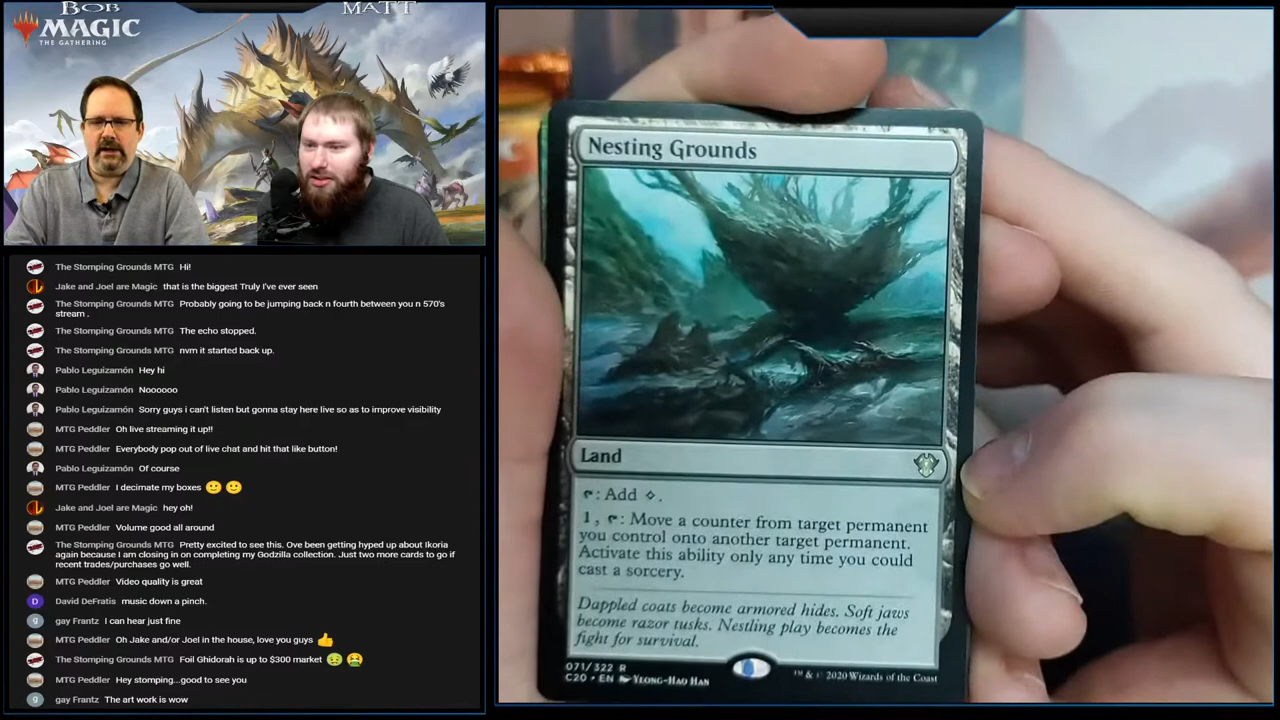 BOB
MATT
MAGIC
THE GATHERING
The Stomping Grounds MTG Hi!
Jake and Joel are Magic that is the biggest Truly I've ever seen
The Stomping Grounds MTG Probably going to be jumping back n fourth between you n 570's
stream .
The Stomping Grounds MTG The echo stopped.
The Stomping Grounds MTG nvm it started back up.
Pablo Leguizamón Hey hi
Pablo Leguizamón Noooooo
Pablo Leguizamón Sorry guys i can't listen but gonna stay here live so as to improve visibility
MTG Peddler Oh live streaming it up!!
MTG Peddler Everybody pop out of live chat and hit that like button!
Pablo Leguizamón Of course
MTG Peddler I decimate my boxes 🙂 🙂
Jake and Joel are Magic hey oh!
MTG Peddler Volume good all around
The Stomping Grounds MTG Pretty excited to see this. Ove been getting hyped up about Ikoria
again because I am closing in on completing my Godzilla collection. Just two more cards to go if
recent trades/purchases go well.
MTG Peddler Video quality is great
D David DeFratis music down a pinch.
g gay Frantz I can hear just fine
MTG Peddler Oh Jake and/or Joel in the house, love you guys 👍
The Stomping Grounds MTG Foil Ghidorah is up to $300 market 🤢 🤮
MTG Peddler Hey stomping...good to see you
g gay Frantz The art work is wow
Nesting Grounds
Land
: Add ◇.
1, : Move a counter from target permanent
you control onto another target permanent.
Activate this ability only any time you could
cast a sorcery.
Dappled coats become armored hides. Soft jaws
become razor tusks. Nestling play becomes the
fight for survival.
071/322 R
C20 • EN Yeong-Hao Han
™ & © 2020 Wizards of the Coast